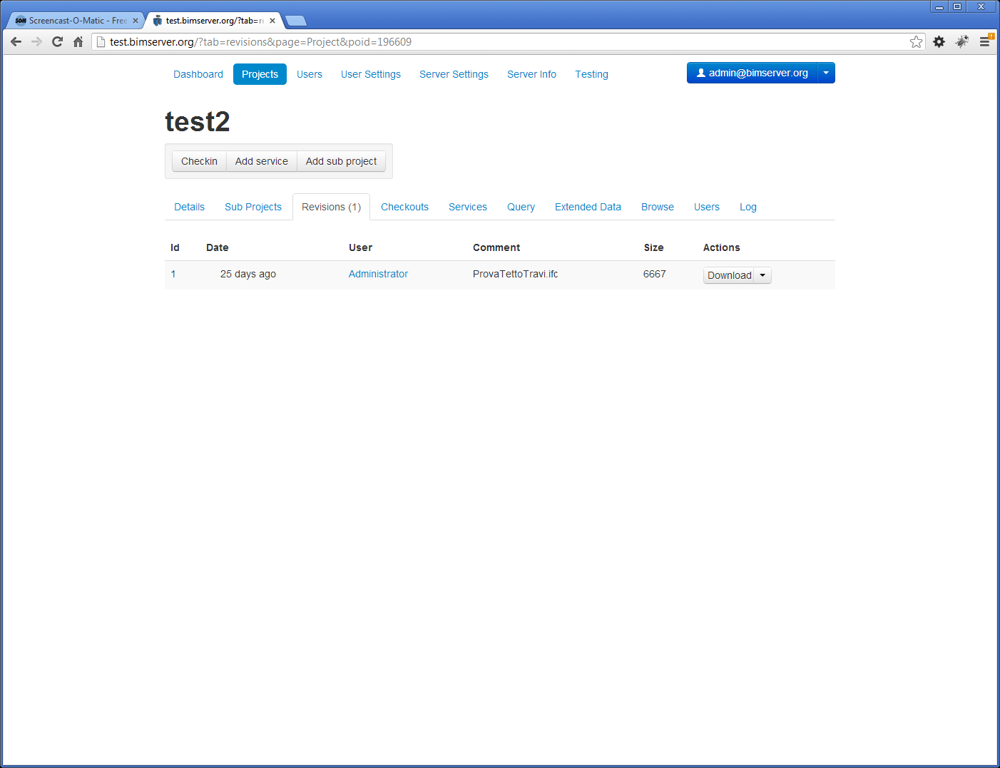 SOM Screencast-O-Matic - Free
test.bimserver.org/?tab=re
test.bimserver.org/?tab=revisions&page=Project&poid=196609
Dashboard Projects Users User Settings Server Settings Server Info Testing admin@bimserver.org
test2
Checkin Add service Add sub project
Details Sub Projects Revisions (1) Checkouts Services Query Extended Data Browse Users Log
Id Date User Comment Size Actions
1 25 days ago Administrator ProvaTettoTravi.ifc 6667 Download